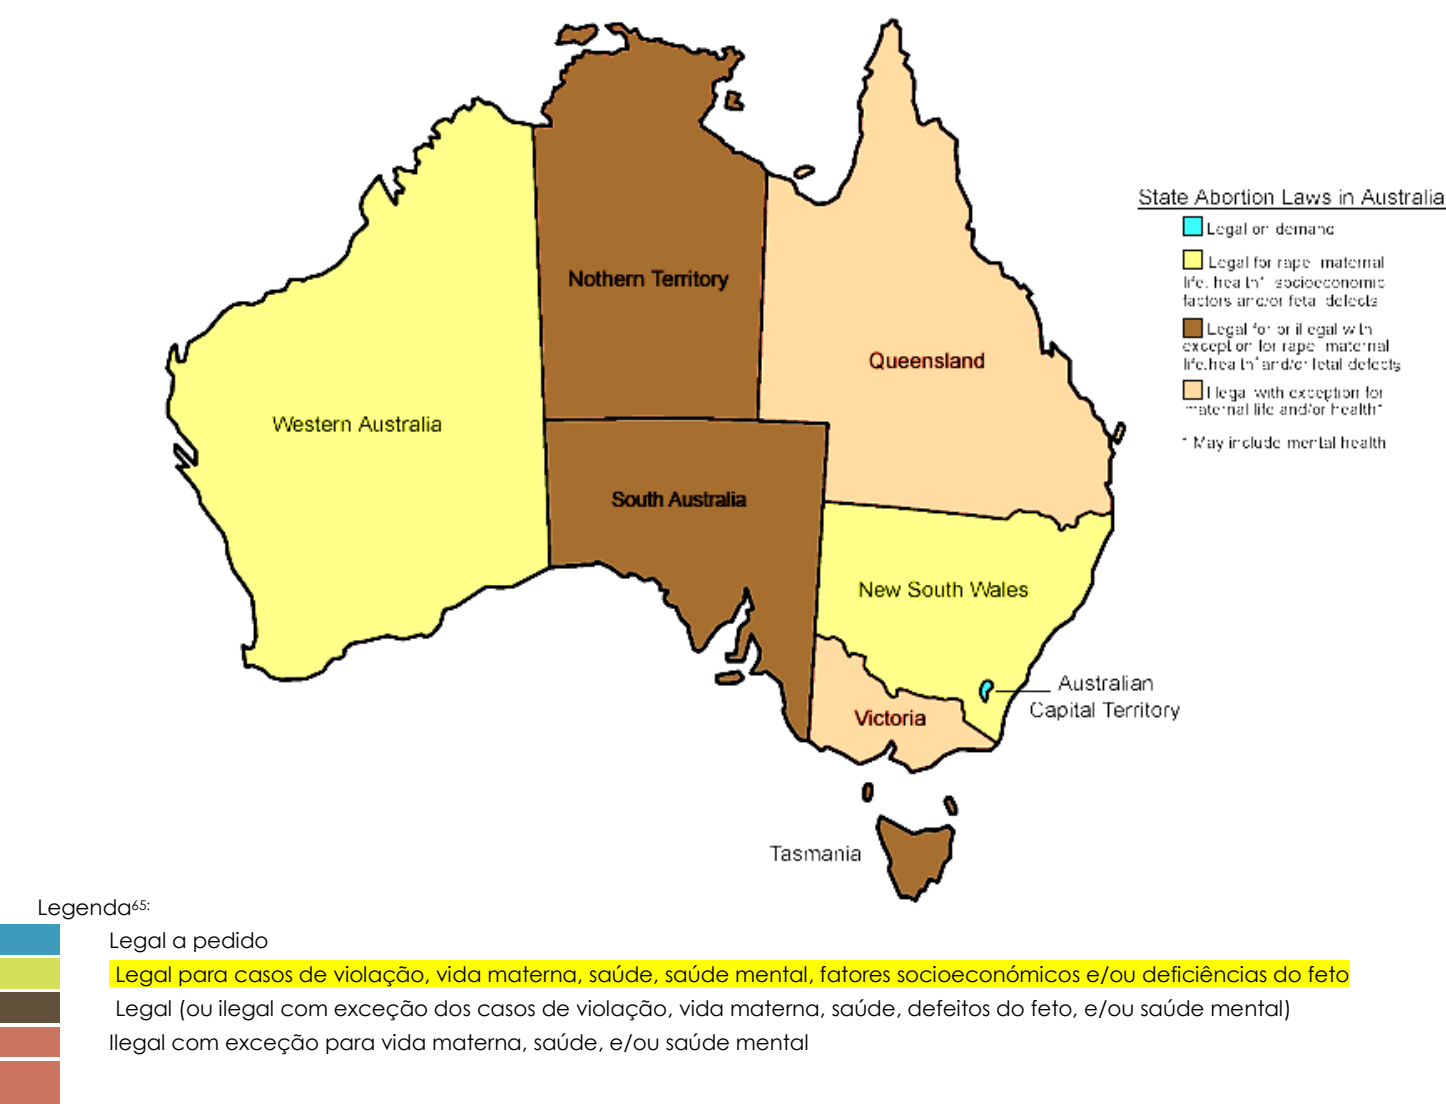 State Abortion Laws in Australia
Legal on demand
Legal for rape, maternal
life, health* socioeconomic
factors and/or fetal defects
Legal for or illegal with
exception for rape, maternal
life, health* and/or fetal defects
Illegal with exception for
maternal life and/or health*
* May include mental health
Nothern Territory
Queensland
Western Australia
South Australia
New South Wales
Australian
Capital Territory
Victoria
Tasmania
Legenda65:
Legal a pedido
Legal para casos de violação, vida materna, saúde, saúde mental, fatores socioeconómicos e/ou deficiências do feto
Legal (ou ilegal com exceção dos casos de violação, vida materna, saúde, defeitos do feto, e/ou saúde mental)
Ilegal com exceção para vida materna, saúde, e/ou saúde mental